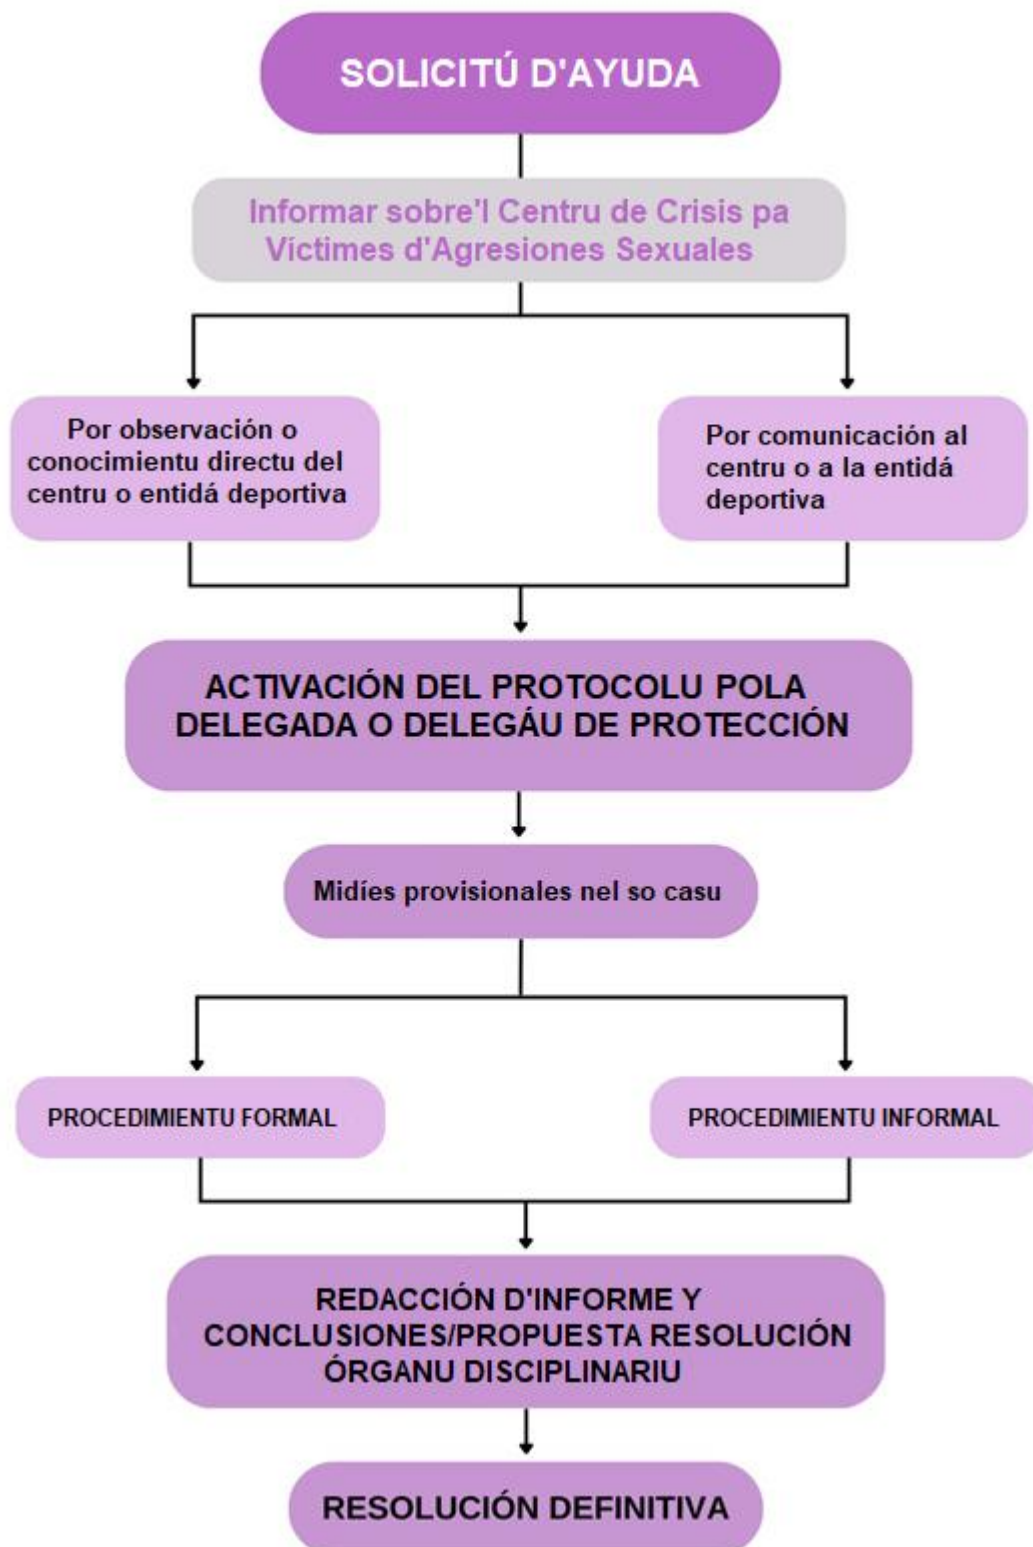 SOLICITÚ D'AYUDA
Informar sobre'l Centru de Crisis pa
Víctimes d'Agresiones Sexuales
Por observación o
conocimientu directu del
centru o entidá deportiva
Por comunicación al
centru o a la entidá
deportiva
ACTIVACIÓN DEL PROTOCOLU POLA
DELEGADA O DELEGÁU DE PROTECCIÓN
Midíes provisionales nel so casu
PROCEDIMIENTU FORMAL
PROCEDIMIENTU INFORMAL
REDACCIÓN D'INFORME Y
CONCLUSIONES/PROPUESTA RESOLUCIÓN
ÓRGANU DISCIPLINARIU
RESOLUCIÓN DEFINITIVA